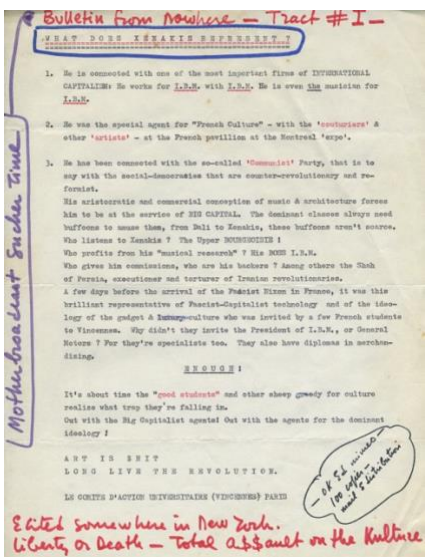 Bulletin from Nowhere — Tract # I —
WHAT DOES XENAKIS REPRESENT ?
1. He is connected with one of the most important firms of INTERNATIONAL
CAPITALISM: He works for I.B.M. with I.B.M. He is even the musician for
I.B.M.
2. He was the special agent for "French Culture" - with the 'couturiers' &
other 'artists' - at the French pavillion at the Montreal 'expo'.
3. He has been connected with the so-called 'Communist' Party, that is to
say with the social-democrasies that are counter-revolutionary and re-
formist.
His aristocratic and commercial conception of music & architecture forces
him to be at the service of BIG CAPITAL. The dominant classes always need
buffoons to amuse them, from Dali to Xenakis, these buffoons aren't scarce.
Who listens to Xenakis ? The Upper BOURGEOISIE !
Who profits from his "musical research" ? His BOSS I.B.M.
Who gives him commissions, who are his backers ? Among others the Shah
of Persia, executioner and torturer of Iranian revolutionaries.
A few days before the arrival of the Fascist Nixon in France, it was this
brilliant representative of Fascist-Capitalist technology and of the ideo-
logy of the gadget & luxury-culture who was invited by a few French students
to Vincennes. Why didn't they invite the President of I.B.M., or General
Motors ? For they're specialists too. They also have diplomas in merchan-
dising.
ENOUGH !
It's about time the "good students" and other sheep greedy for culture
realize what trap they're falling in.
Out with the Big Capitalist agents! Out with the agents for the dominant
ideology !
ART IS SHIT
LONG LIVE THE REVOLUTION.
LE COMITE D'ACTION UNIVERSITAIRE (VINCENNES) PARIS
Motherbroadcast Sucher Time
— OK Sd mimeo —
100 copies —
mail & distribution
Edited somewhere in New York.
Liberty or Death — Total A$$ault on the Kulture